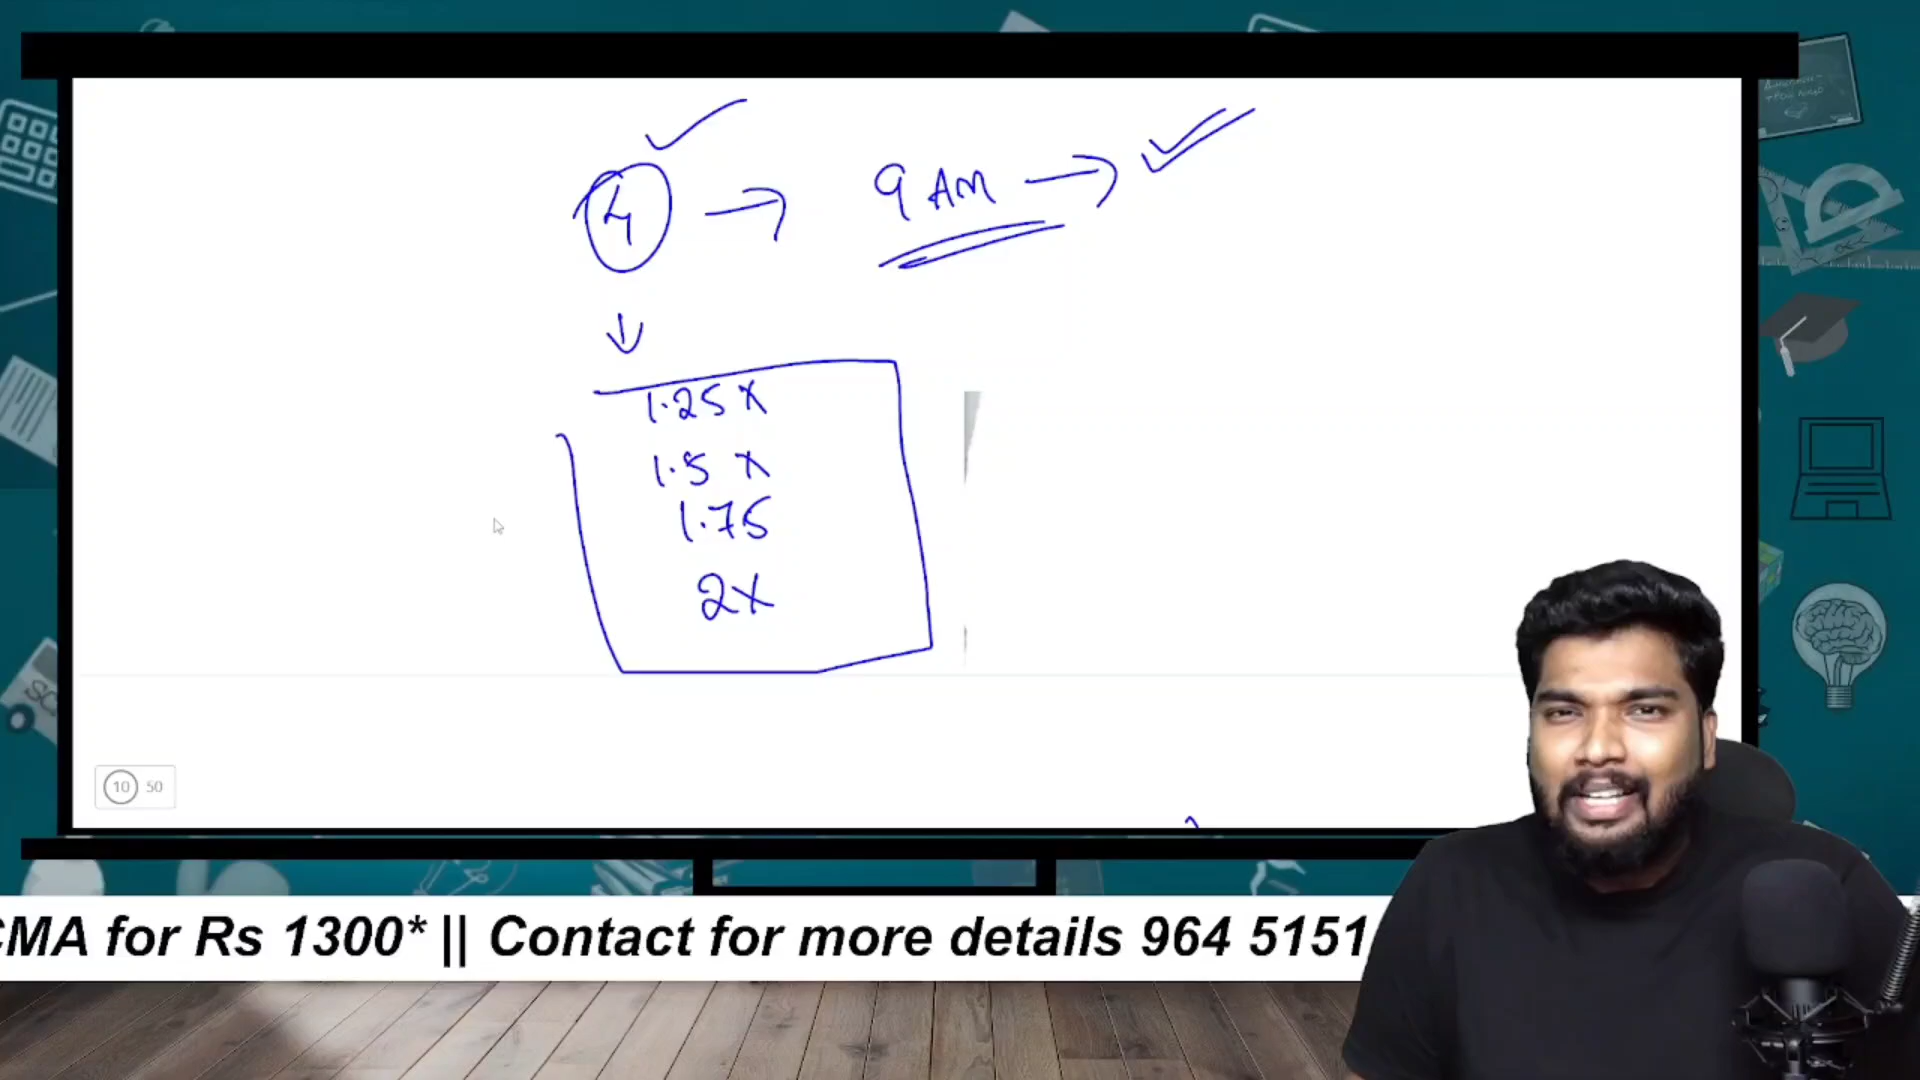 4 → 9 AM →
1.25 x
1.5 x
1.75
2x
10 50
CMA for Rs 1300* || Contact for more details 964 5151